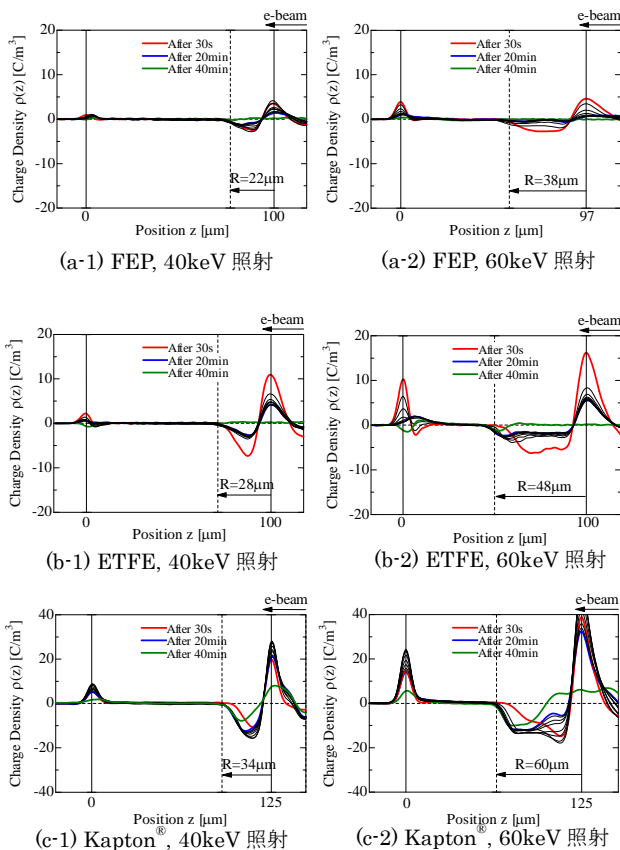 e-beam
After 30s
After 20min
After 40min
Charge Density ρ(z) [C/m³]
20
10
0
-10
-20
R=22μm
0
100
Position z [μm]
(a-1) FEP, 40keV 照射
e-beam
After 30s
After 20min
After 40min
Charge Density ρ(z) [C/m³]
20
10
0
-10
-20
R=38μm
0
97
Position z [μm]
(a-2) FEP, 60keV 照射
e-beam
After 30s
After 20min
After 40min
Charge Density ρ(z) [C/m³]
20
10
0
-10
-20
R=28μm
0
100
Position z [μm]
(b-1) ETFE, 40keV 照射
e-beam
After 30s
After 20min
After 40min
Charge Density ρ(z) [C/m³]
20
10
0
-10
-20
R=48μm
0
100
Position z [μm]
(b-2) ETFE, 60keV 照射
e-beam
After 30s
After 20min
After 40min
Charge Density ρ(z) [C/m³]
40
20
0
-20
-40
R=34μm
0
125
Position z [μm]
(c-1) Kapton®, 40keV 照射
e-beam
After 30s
After 20min
After 40min
Charge Density ρ(z) [C/m³]
40
20
0
-20
-40
R=60μm
0
125
Position z [μm]
(c-2) Kapton®, 60keV 照射